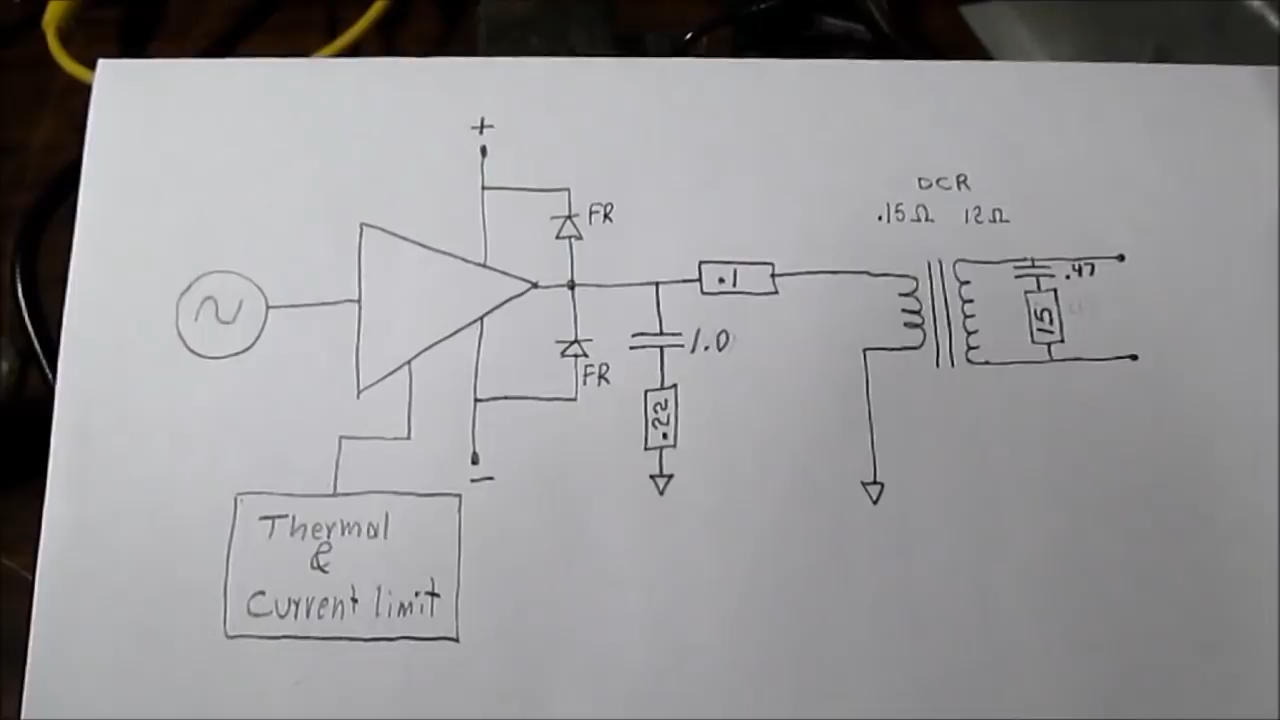 +
DCR
.15Ω 12Ω
FR
.1
.47
15
1.0
FR
.22
−
Thermal
&
Current limit